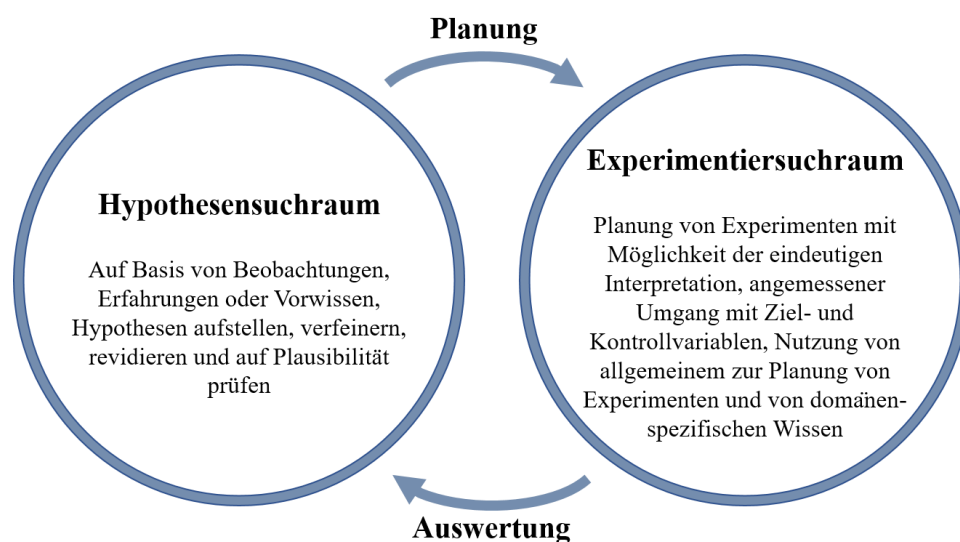 Planung
Hypothesensuchraum
Auf Basis von Beobachtungen,
Erfahrungen oder Vorwissen,
Hypothesen aufstellen, verfeinern,
revidieren und auf Plausibilität
prüfen
Experimentiersuchraum
Planung von Experimenten mit
Möglichkeit der eindeutigen
Interpretation, angemessener
Umgang mit Ziel- und
Kontrollvariablen, Nutzung von
allgemeinem zur Planung von
Experimenten und von domänen-
spezifischen Wissen
Auswertung